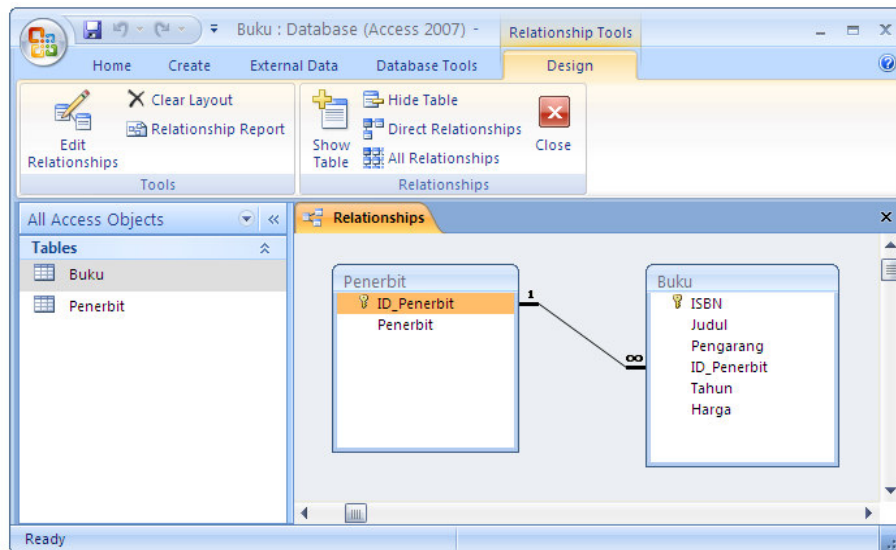 Buku : Database (Access 2007) - Relationship Tools
Home Create External Data Database Tools Design
Edit Relationships
Clear Layout
Relationship Report
Tools
Show Table
Hide Table
Direct Relationships
All Relationships
Close
Relationships
All Access Objects
Tables
Buku
Penerbit
Relationships
Penerbit
ID_Penerbit
Penerbit
1
∞
Buku
ISBN
Judul
Pengarang
ID_Penerbit
Tahun
Harga
Ready